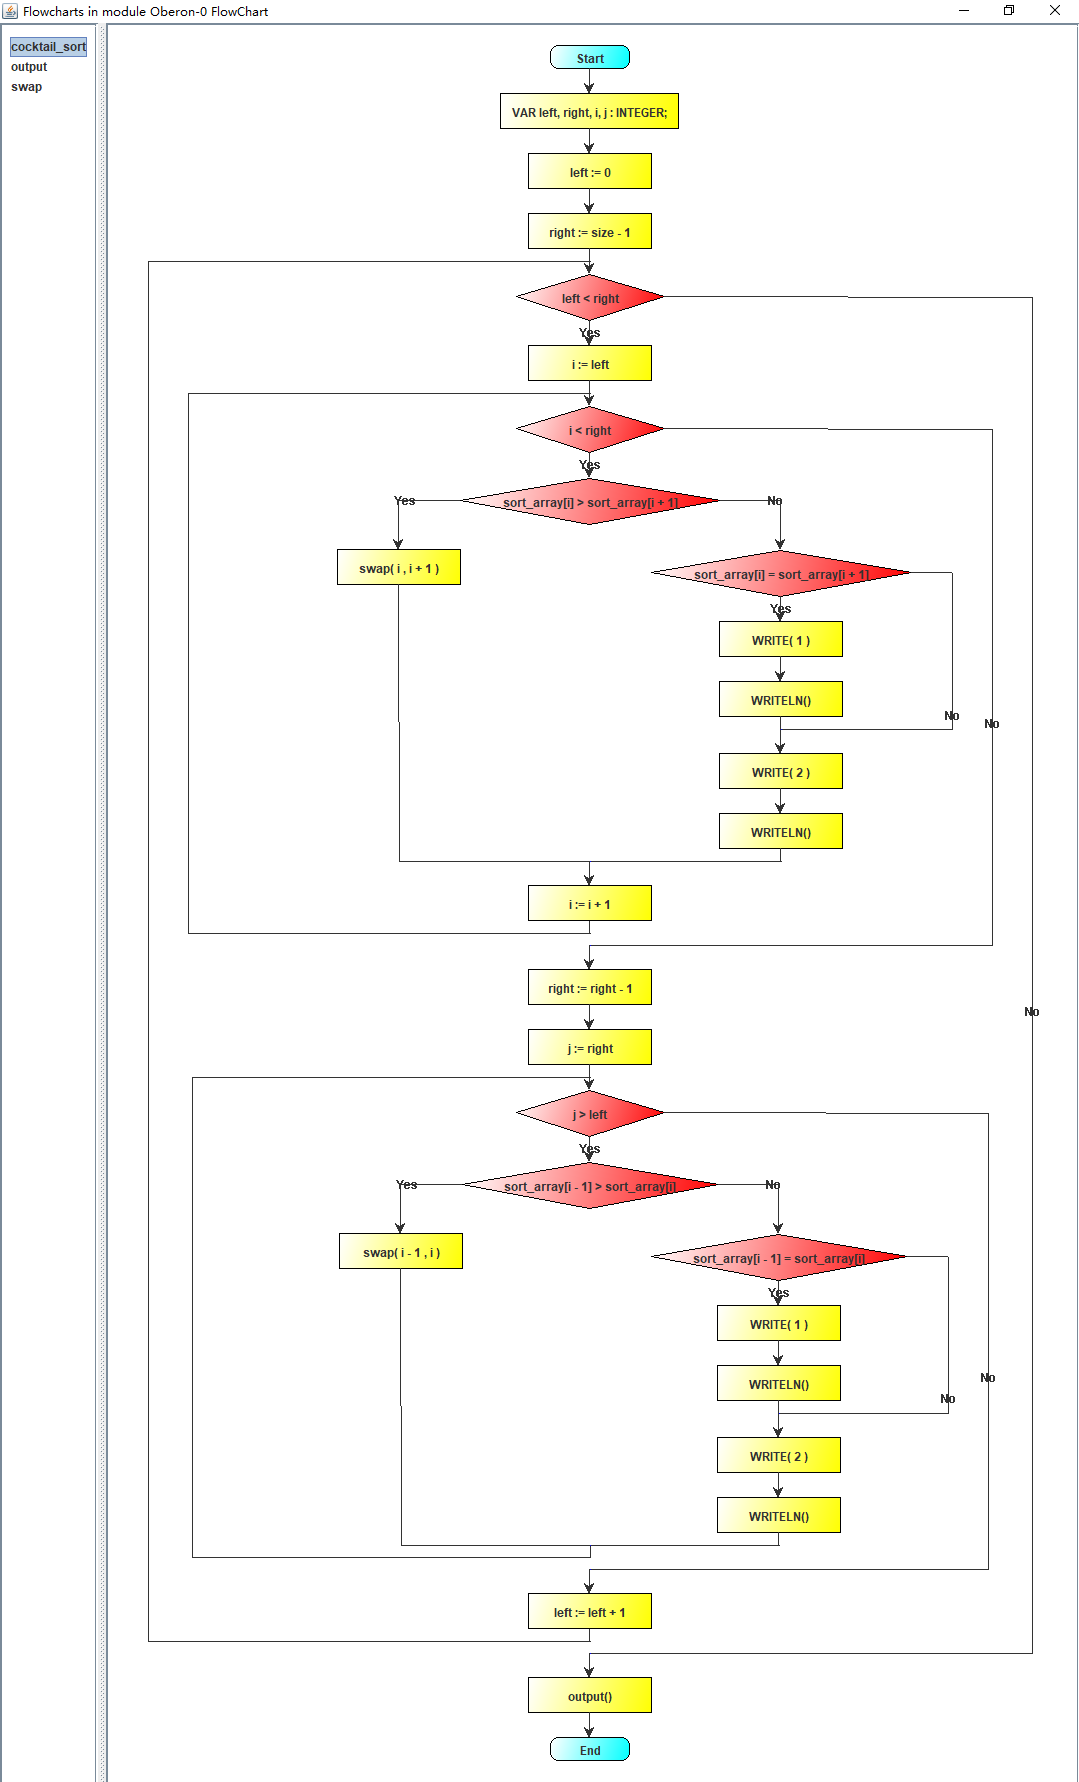 Flowcharts in module Oberon-0 FlowChart
cocktail_sort
output
swap
Start
VAR left, right, i, j : INTEGER;
left := 0
right := size - 1
left < right
Yes
i := left
i < right
Yes
sort_array[i] > sort_array[i + 1]
Yes
No
swap( i , i + 1 )
sort_array[i] = sort_array[i + 1]
Yes
WRITE( 1 )
WRITELN()
No
No
WRITE( 2 )
WRITELN()
i := i + 1
right := right - 1
No
j := right
j > left
Yes
sort_array[i - 1] > sort_array[i]
Yes
No
swap( i - 1 , i )
sort_array[i - 1] = sort_array[i]
Yes
WRITE( 1 )
WRITELN()
No
No
WRITE( 2 )
WRITELN()
left := left + 1
output()
End